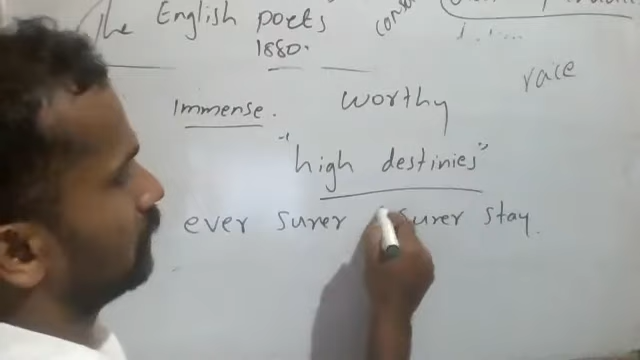 The English poets
1880.
race
Immense. worthy
"high destinies"
ever surer surer stay.